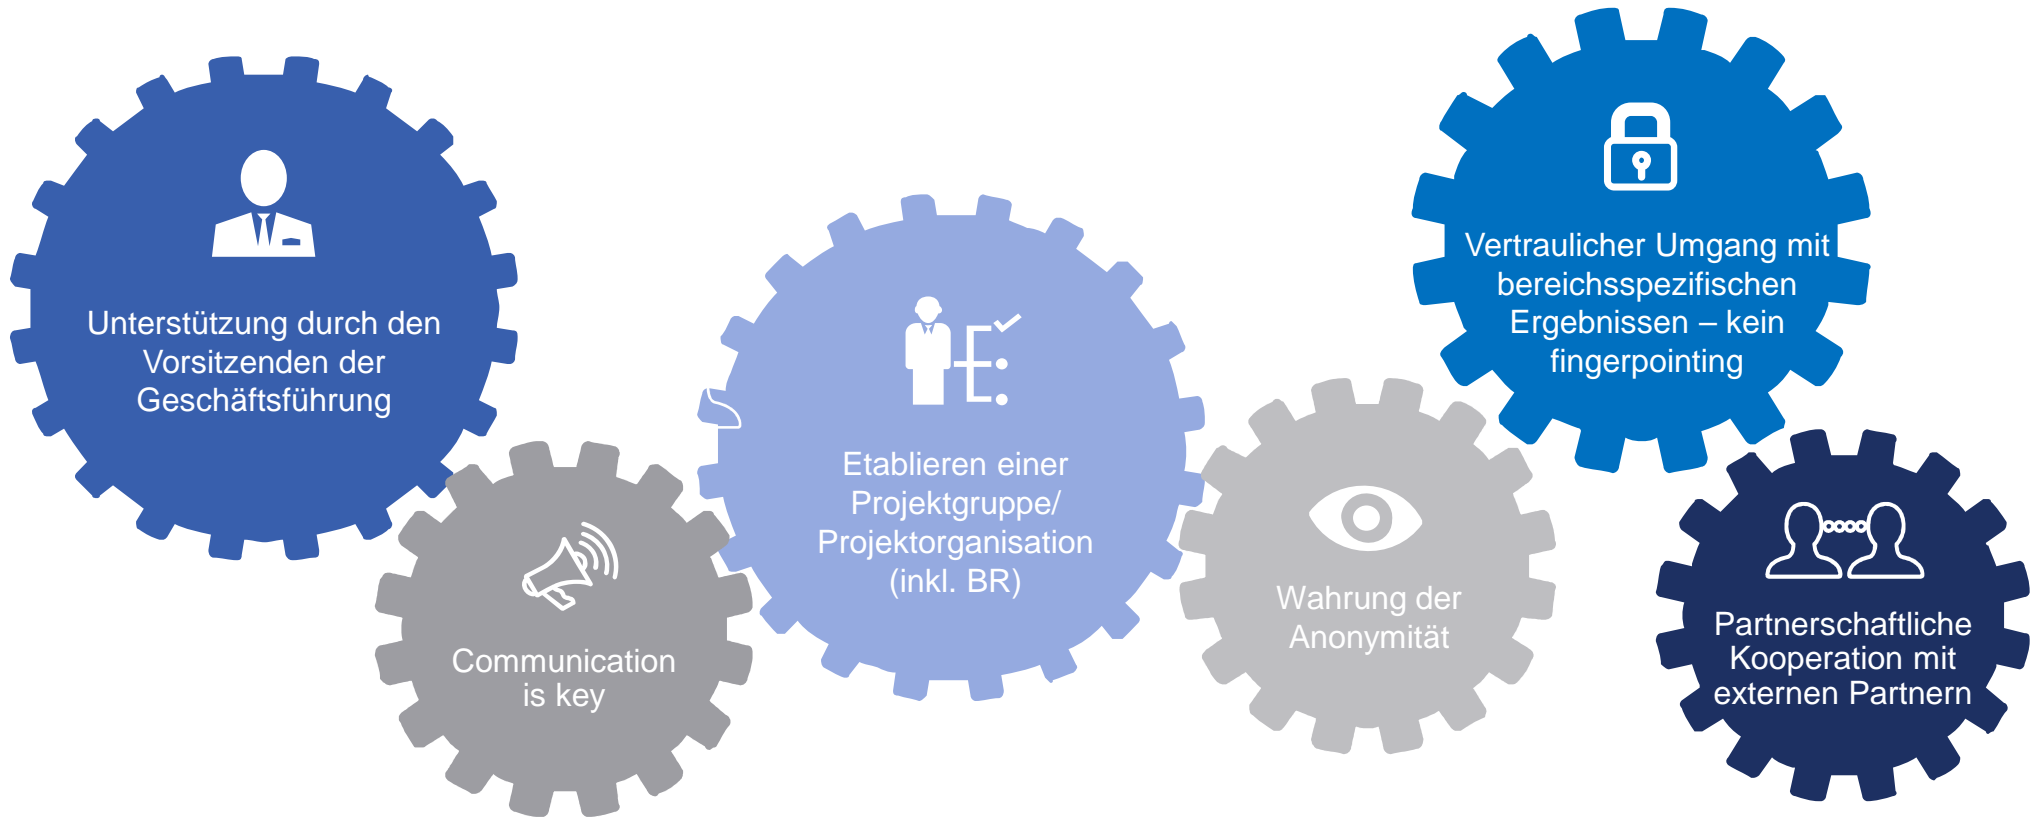 Unterstützung durch den
Vorsitzenden der
Geschäftsführung
Communication
is key
Etablieren einer
Projektgruppe/
Projektorganisation
(inkl. BR)
Wahrung der
Anonymität
Vertraulicher Umgang mit
bereichsspezifischen
Ergebnissen – kein
fingerpointing
Partnerschaftliche
Kooperation mit
externen Partnern